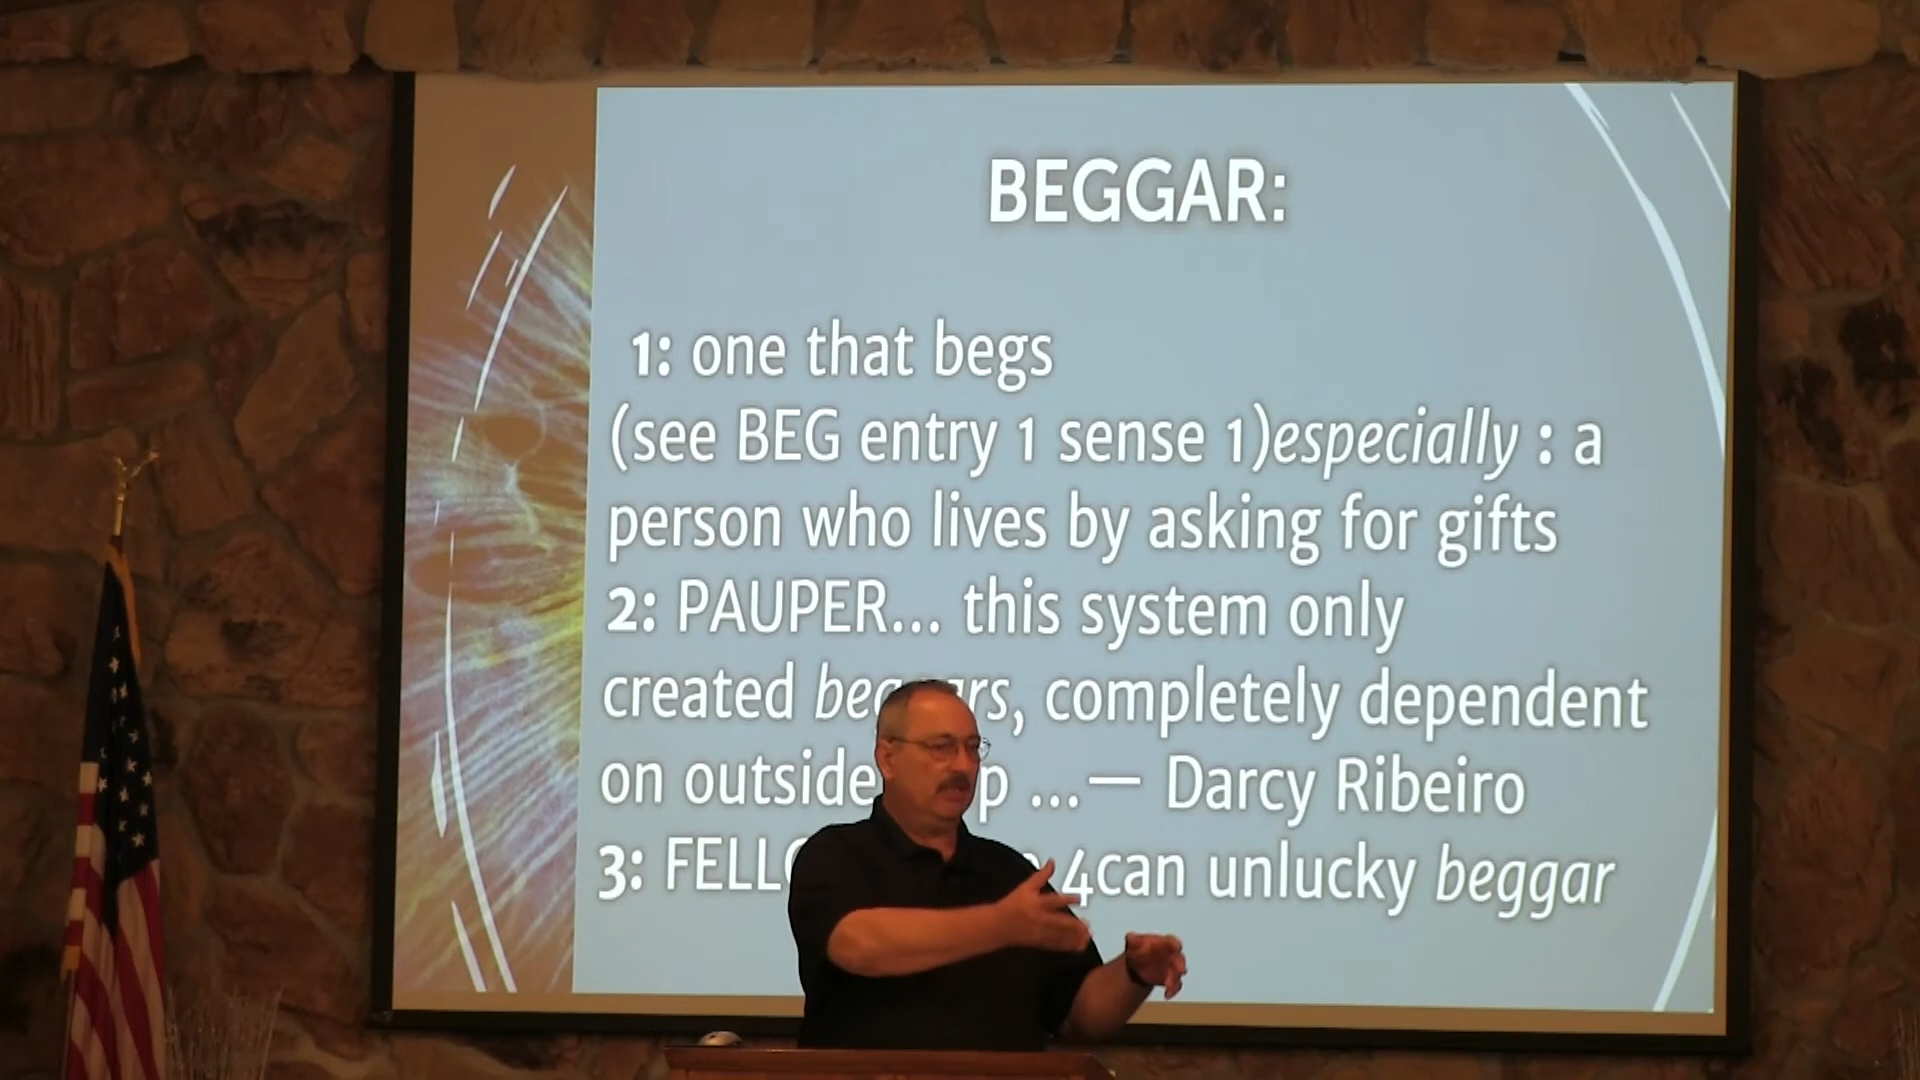 BEGGAR:
1: one that begs
(see BEG entry 1 sense 1)especially : a
person who lives by asking for gifts
2: PAUPER... this system only
created , completely dependent
on outside ...— Darcy Ribeiro
3: 4can unlucky beggar